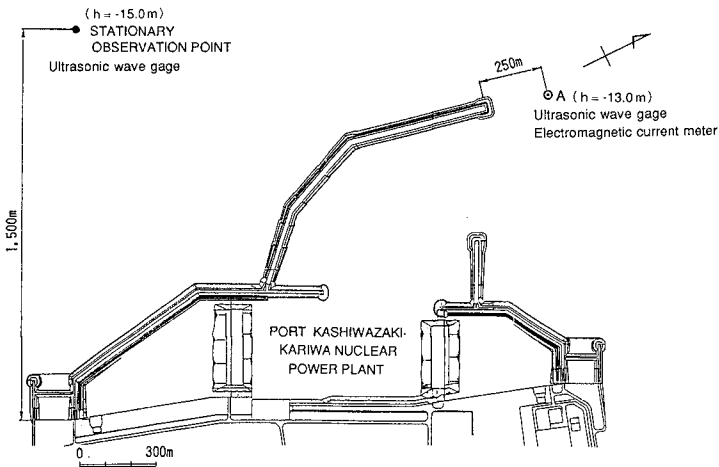 (h = -15.0m)
STATIONARY
OBSERVATION POINT
Ultrasonic wave gage
250m
A (h = -13.0m)
Ultrasonic wave gage
Electromagnetic current meter
1,500m
PORT KASHIWAZAKI-
KARIWA NUCLEAR
POWER PLANT
0 300m